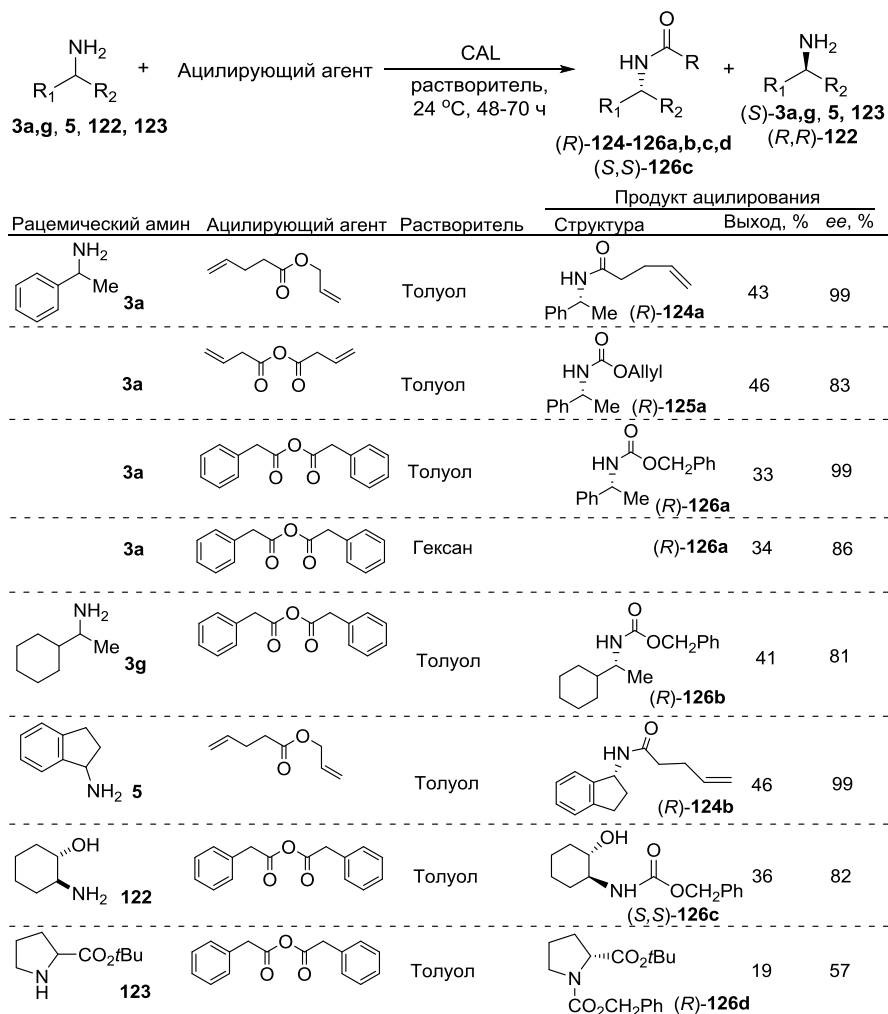 NH2
R1 R2
3a,g, 5, 122, 123
+
Ацилирующий агент
CAL
растворитель,
24 °C, 48-70 ч
O
HN R
R1 R2
(R)-124-126a,b,c,d
(S,S)-126c
+
NH2
R1 R2
(S)-3a,g, 5, 123
(R,R)-122
Продукт ацилирования
Рацемический амин Ацилирующий агент Растворитель Структура Выход, % ee, %
NH2
Me
3a
O
O
Толуол
O
HN
Ph Me (R)-124a
43 99
3a
O
O O
Толуол
O
HN OAllyl
Ph Me (R)-125a
46 83
3a
O
O O
Толуол
O
HN OCH2Ph
Ph Me (R)-126a
33 99
3a
O
O O
Гексан
(R)-126a
34 86
NH2
Me
3g
O
O O
Толуол
O
HN OCH2Ph
Me
(R)-126b
41 81
NH2 5
O
O
Толуол
O
HN
(R)-124b
46 99
OH
NH2 122
O
O O
Толуол
OH
O
NH OCH2Ph
(S,S)-126c
36 82
N
H
CO2tBu
123
O
O O
Толуол
N CO2tBu
CO2CH2Ph (R)-126d
19 57